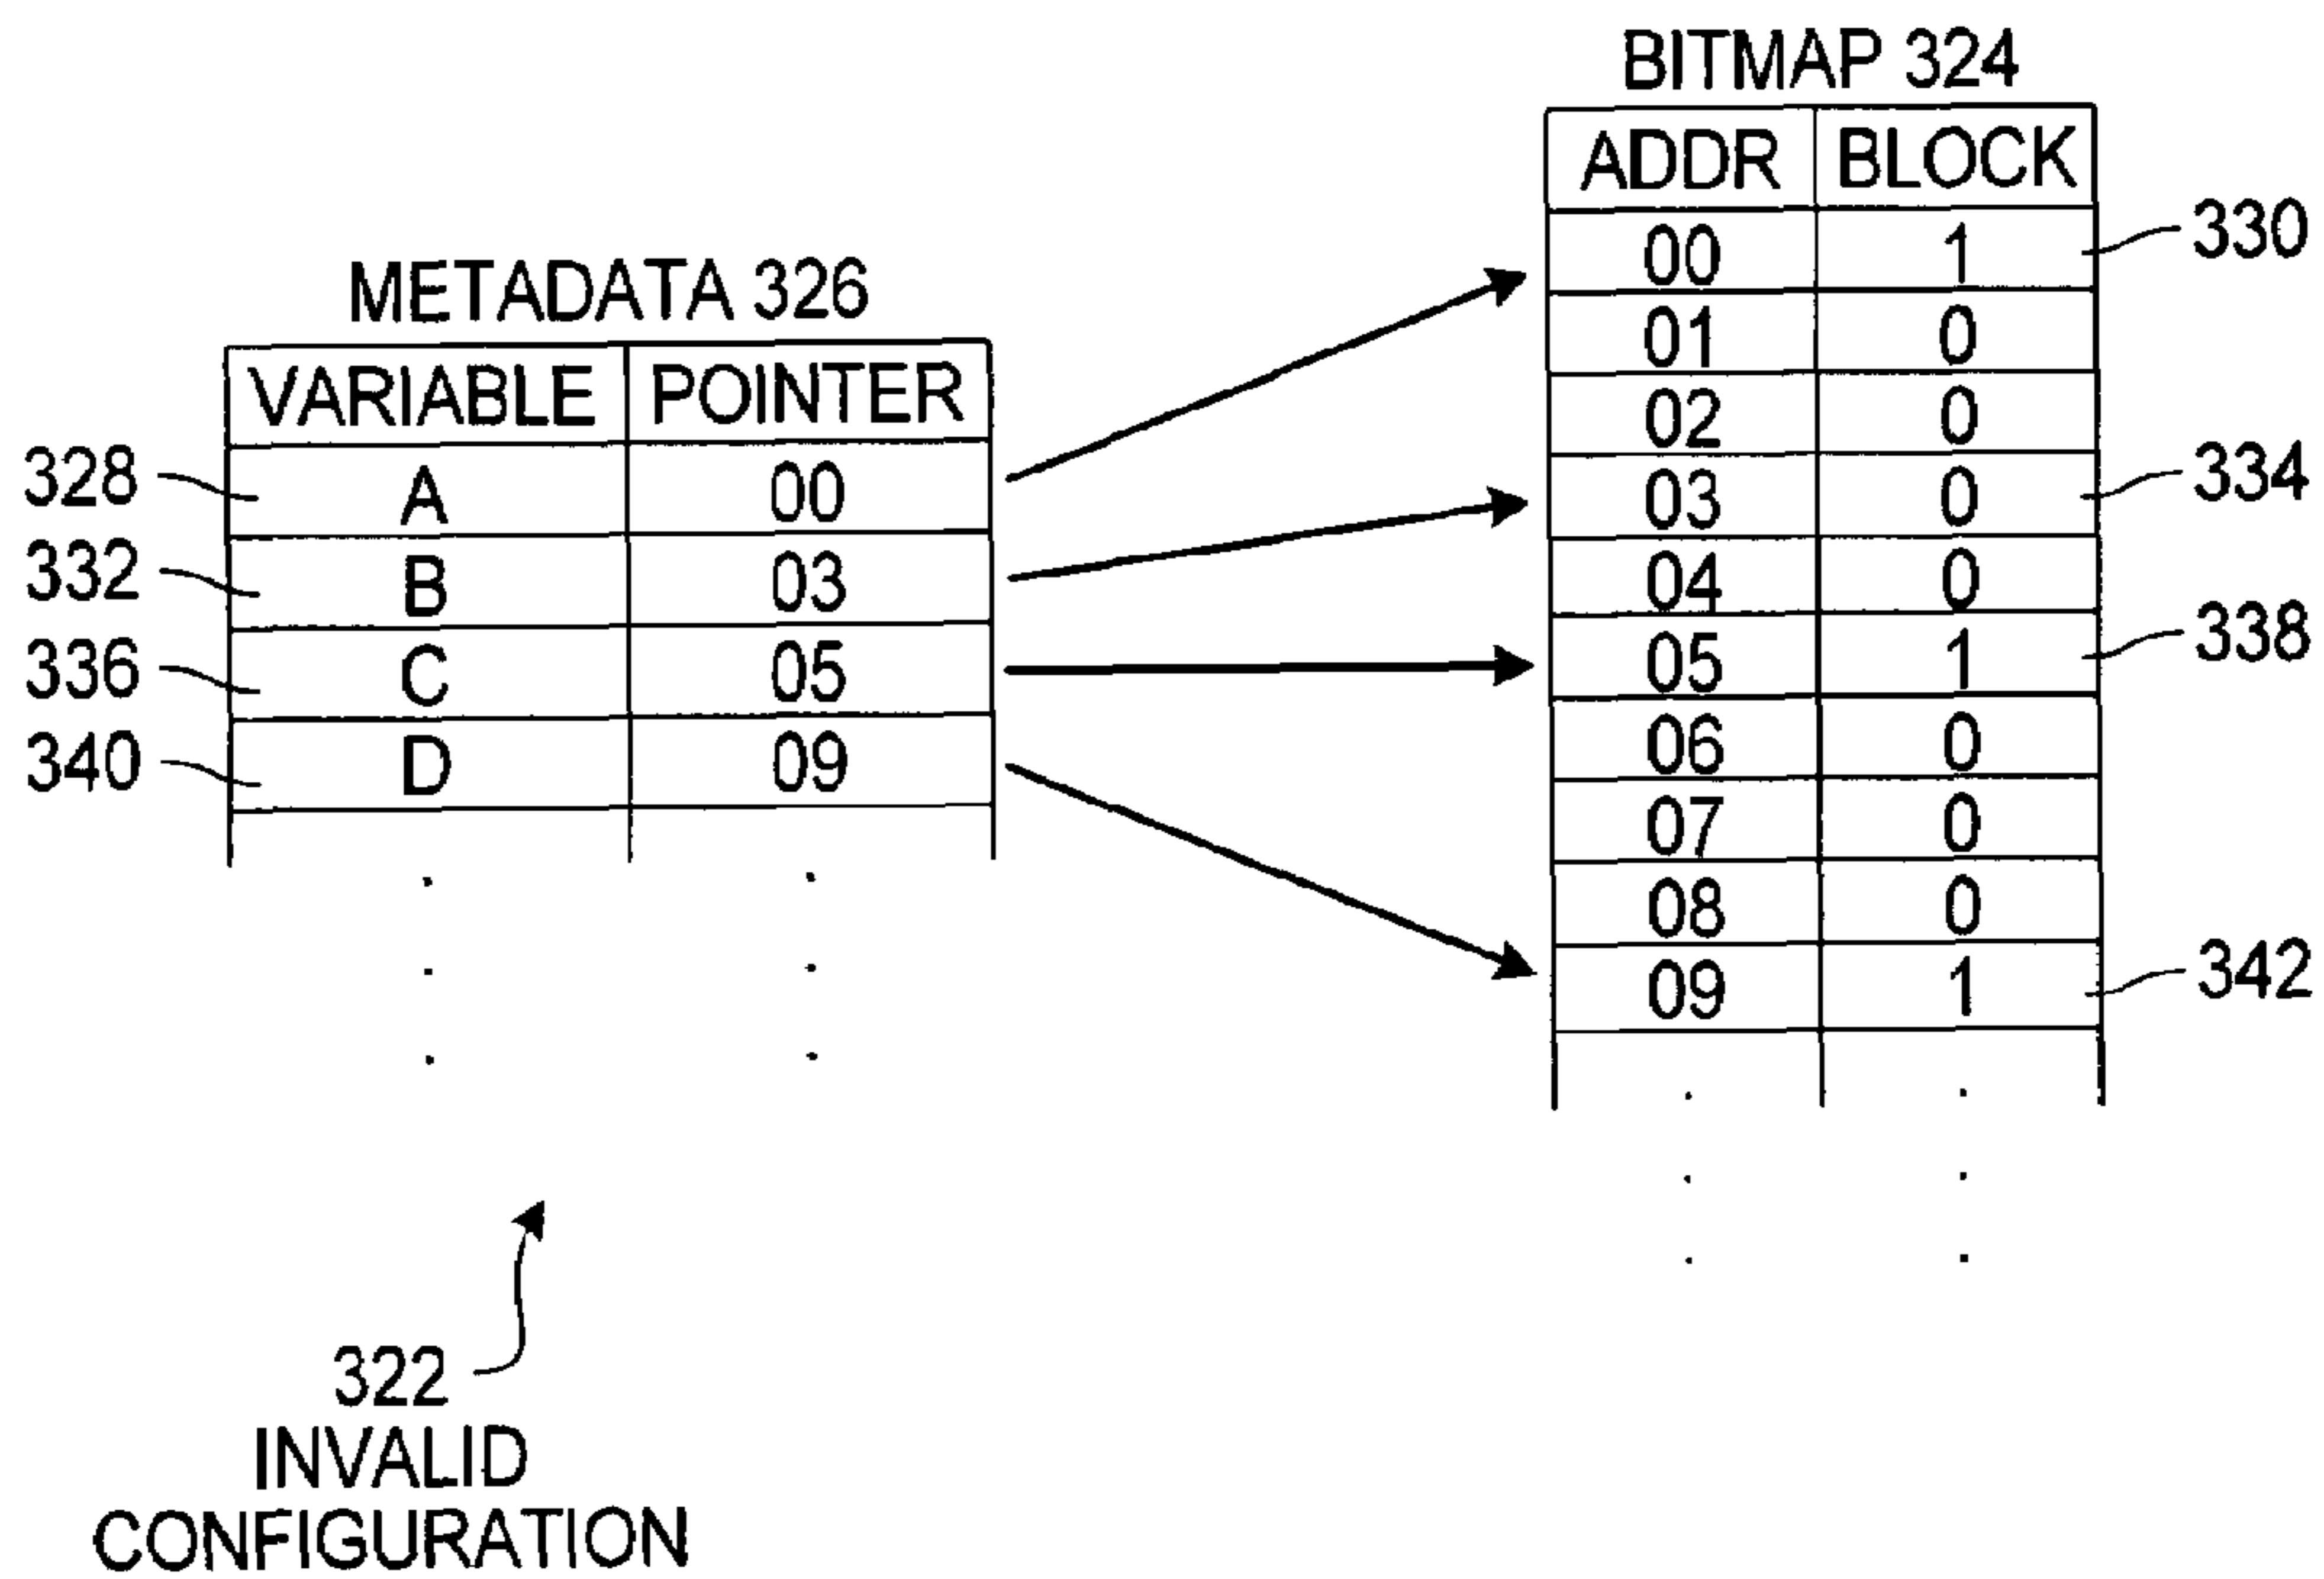 BITMAP 324
ADDR BLOCK
00 1 330
01 0
02 0
03 0 334
04 0
05 1 338
06 0
07 0
08 0
09 1 342
METADATA 326
VARIABLE POINTER
328 A 00
332 B 03
336 C 05
340 D 09
322
INVALID
CONFIGURATION